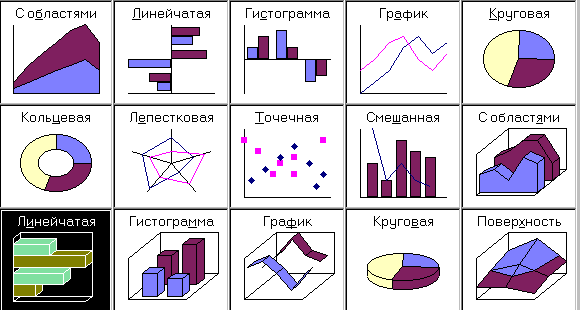 С областями
Линейчатая
Гистограмма
График
Круговая
Кольцевая
Лепестковая
Точечная
Смешанная
С областями
Линейчатая
Гистограмма
График
Круговая
Поверхность